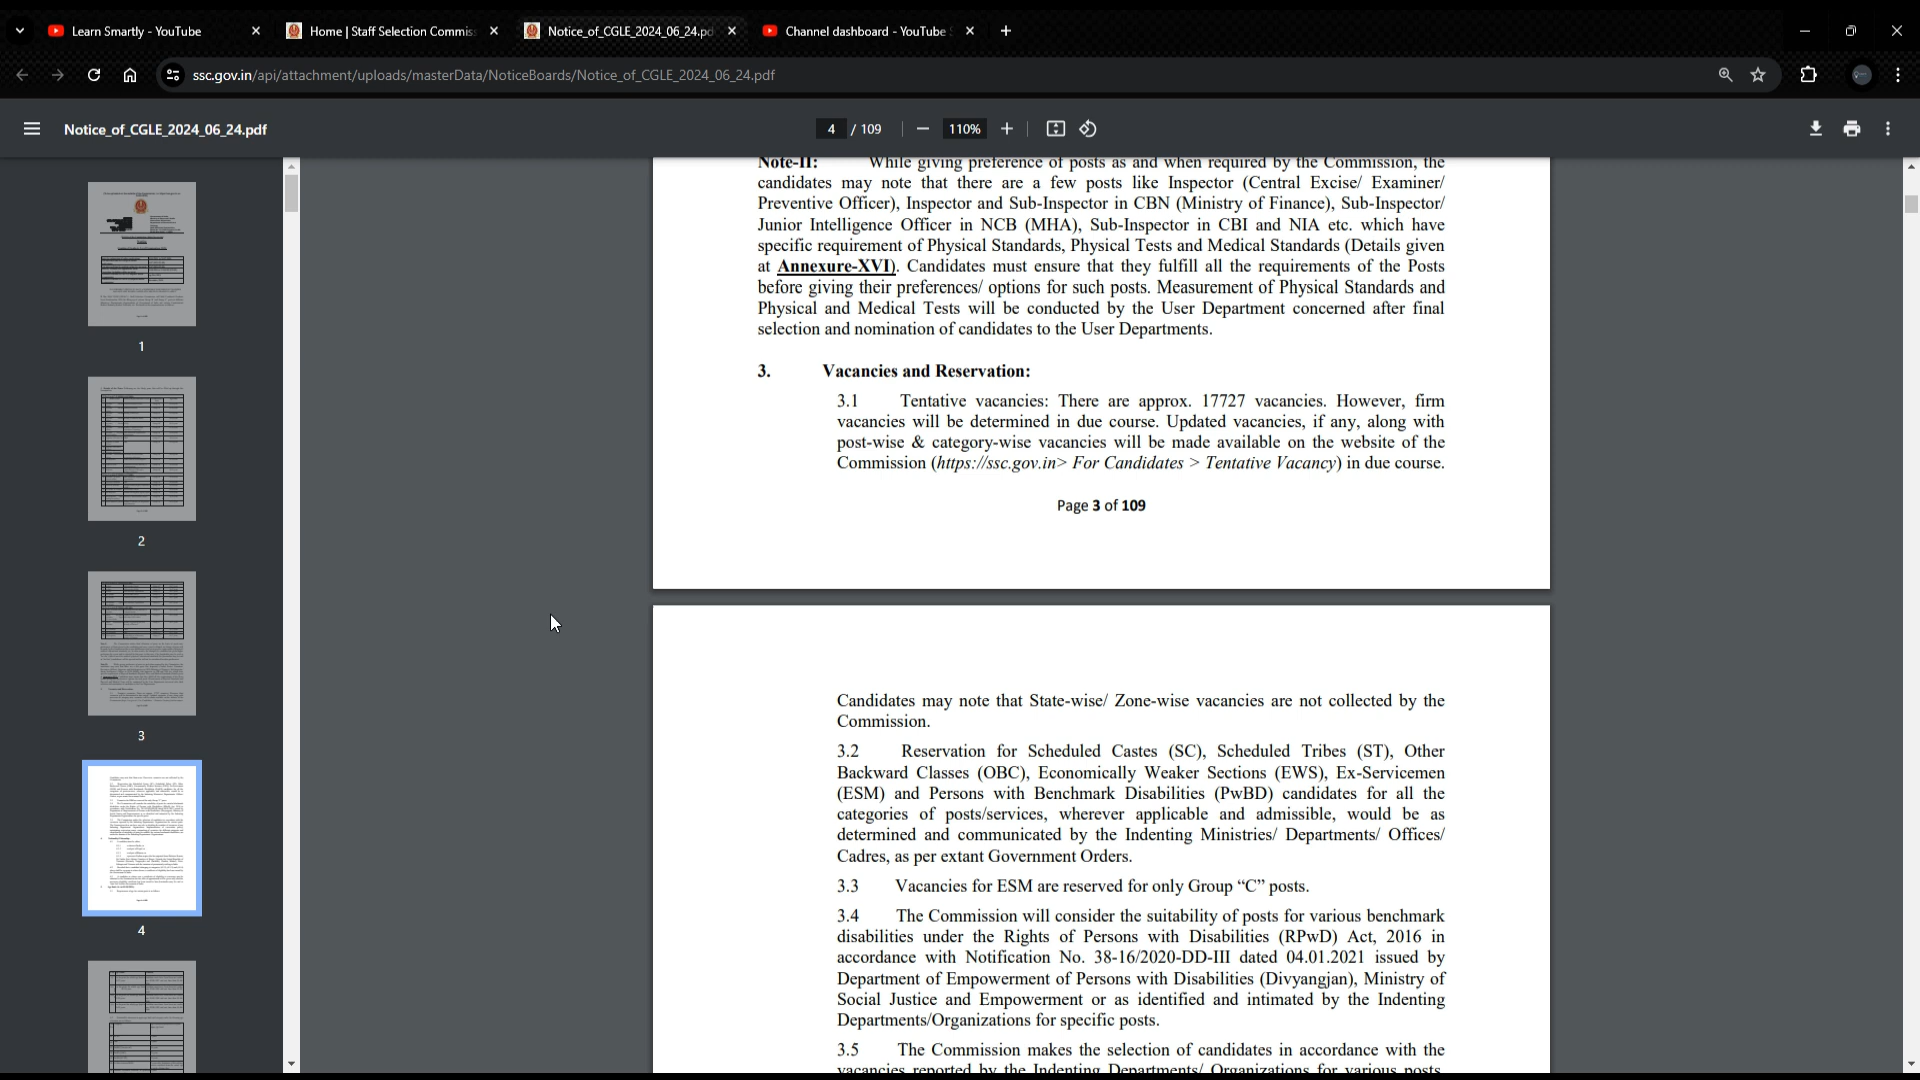 Learn Smartly - YouTube
Home | Staff Selection Commis
Notice_of_CGLE_2024_06_24.pd
Channel dashboard - YouTube
ssc.gov.in/api/attachment/uploads/masterData/NoticeBoards/Notice_of_CGLE_2024_06_24.pdf
Notice_of_CGLE_2024_06_24.pdf
4 / 109
110%
1
2
3
4
Note-II: While giving preference of posts as and when required by the Commission, the
candidates may note that there are a few posts like Inspector (Central Excise/ Examiner/
Preventive Officer), Inspector and Sub-Inspector in CBN (Ministry of Finance), Sub-Inspector/
Junior Intelligence Officer in NCB (MHA), Sub-Inspector in CBI and NIA etc. which have
specific requirement of Physical Standards, Physical Tests and Medical Standards (Details given
at Annexure-XVI). Candidates must ensure that they fulfill all the requirements of the Posts
before giving their preferences/ options for such posts. Measurement of Physical Standards and
Physical and Medical Tests will be conducted by the User Department concerned after final
selection and nomination of candidates to the User Departments.
3. Vacancies and Reservation:
3.1 Tentative vacancies: There are approx. 17727 vacancies. However, firm
vacancies will be determined in due course. Updated vacancies, if any, along with
post-wise & category-wise vacancies will be made available on the website of the
Commission (https://ssc.gov.in> For Candidates > Tentative Vacancy) in due course.
Page 3 of 109
Candidates may note that State-wise/ Zone-wise vacancies are not collected by the
Commission.
3.2 Reservation for Scheduled Castes (SC), Scheduled Tribes (ST), Other
Backward Classes (OBC), Economically Weaker Sections (EWS), Ex-Servicemen
(ESM) and Persons with Benchmark Disabilities (PwBD) candidates for all the
categories of posts/services, wherever applicable and admissible, would be as
determined and communicated by the Indenting Ministries/ Departments/ Offices/
Cadres, as per extant Government Orders.
3.3 Vacancies for ESM are reserved for only Group “C” posts.
3.4 The Commission will consider the suitability of posts for various benchmark
disabilities under the Rights of Persons with Disabilities (RPwD) Act, 2016 in
accordance with Notification No. 38-16/2020-DD-III dated 04.01.2021 issued by
Department of Empowerment of Persons with Disabilities (Divyangjan), Ministry of
Social Justice and Empowerment or as identified and intimated by the Indenting
Departments/Organizations for specific posts.
3.5 The Commission makes the selection of candidates in accordance with the
vacancies reported by the Indenting Departments/ Organizations for various posts.